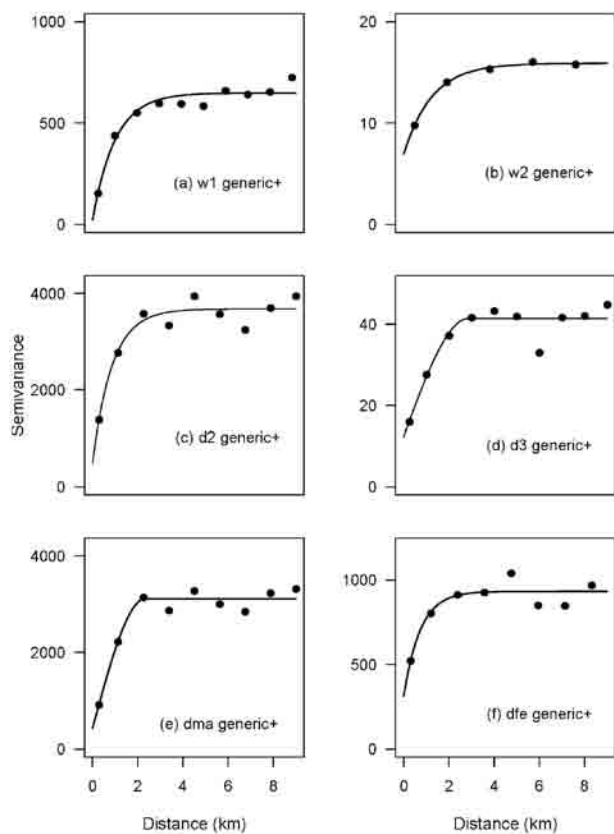 1000
500
0
(a) w1 generic+
20
10
0
(b) w2 generic+
Semivariance
4000
2000
0
(c) d2 generic+
40
20
0
(d) d3 generic+
4000
2000
0
(e) dma generic+
0 2 4 6 8
Distance (km)
1000
500
0
(f) dfe generic+
0 2 4 6 8
Distance (km)